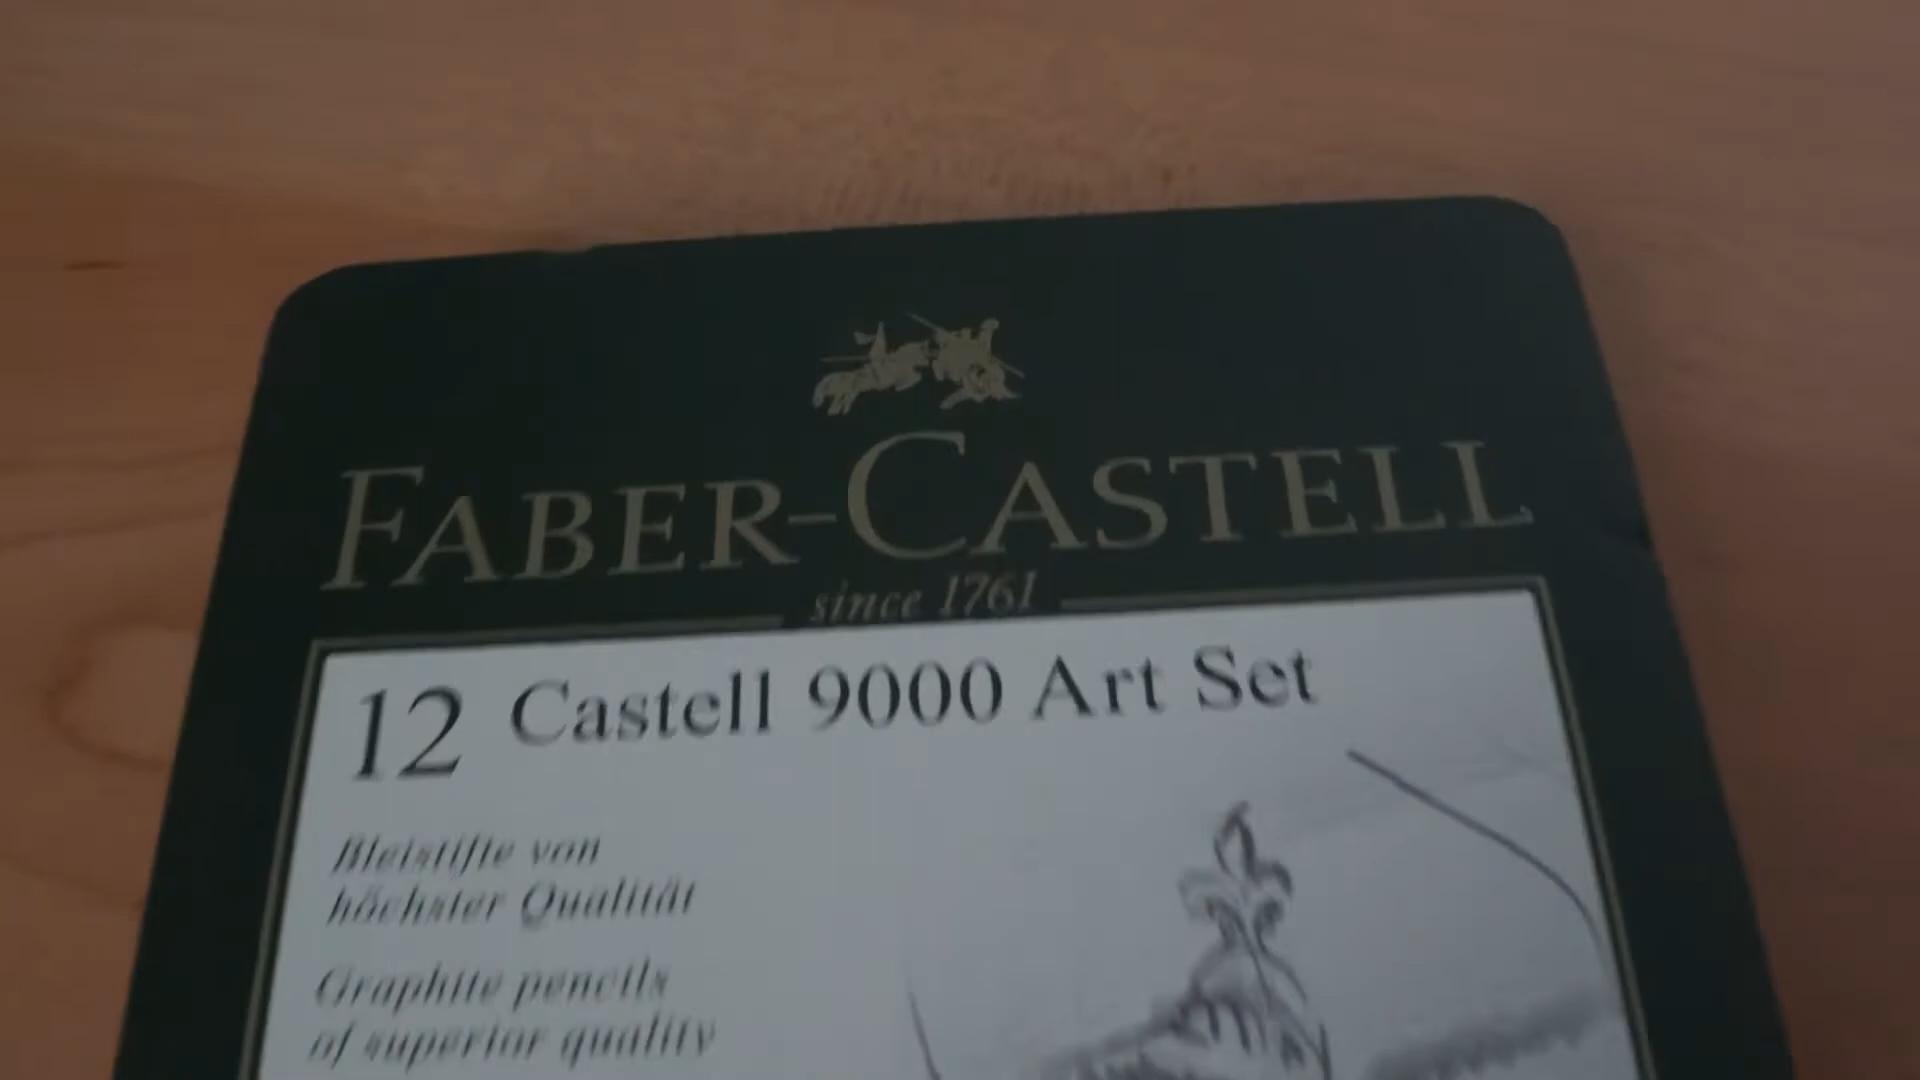 FABER-CASTELL
since 1761
12 Castell 9000 Art Set
Bleistifte von
höchster Qualität
Graphite pencils
of superior quality